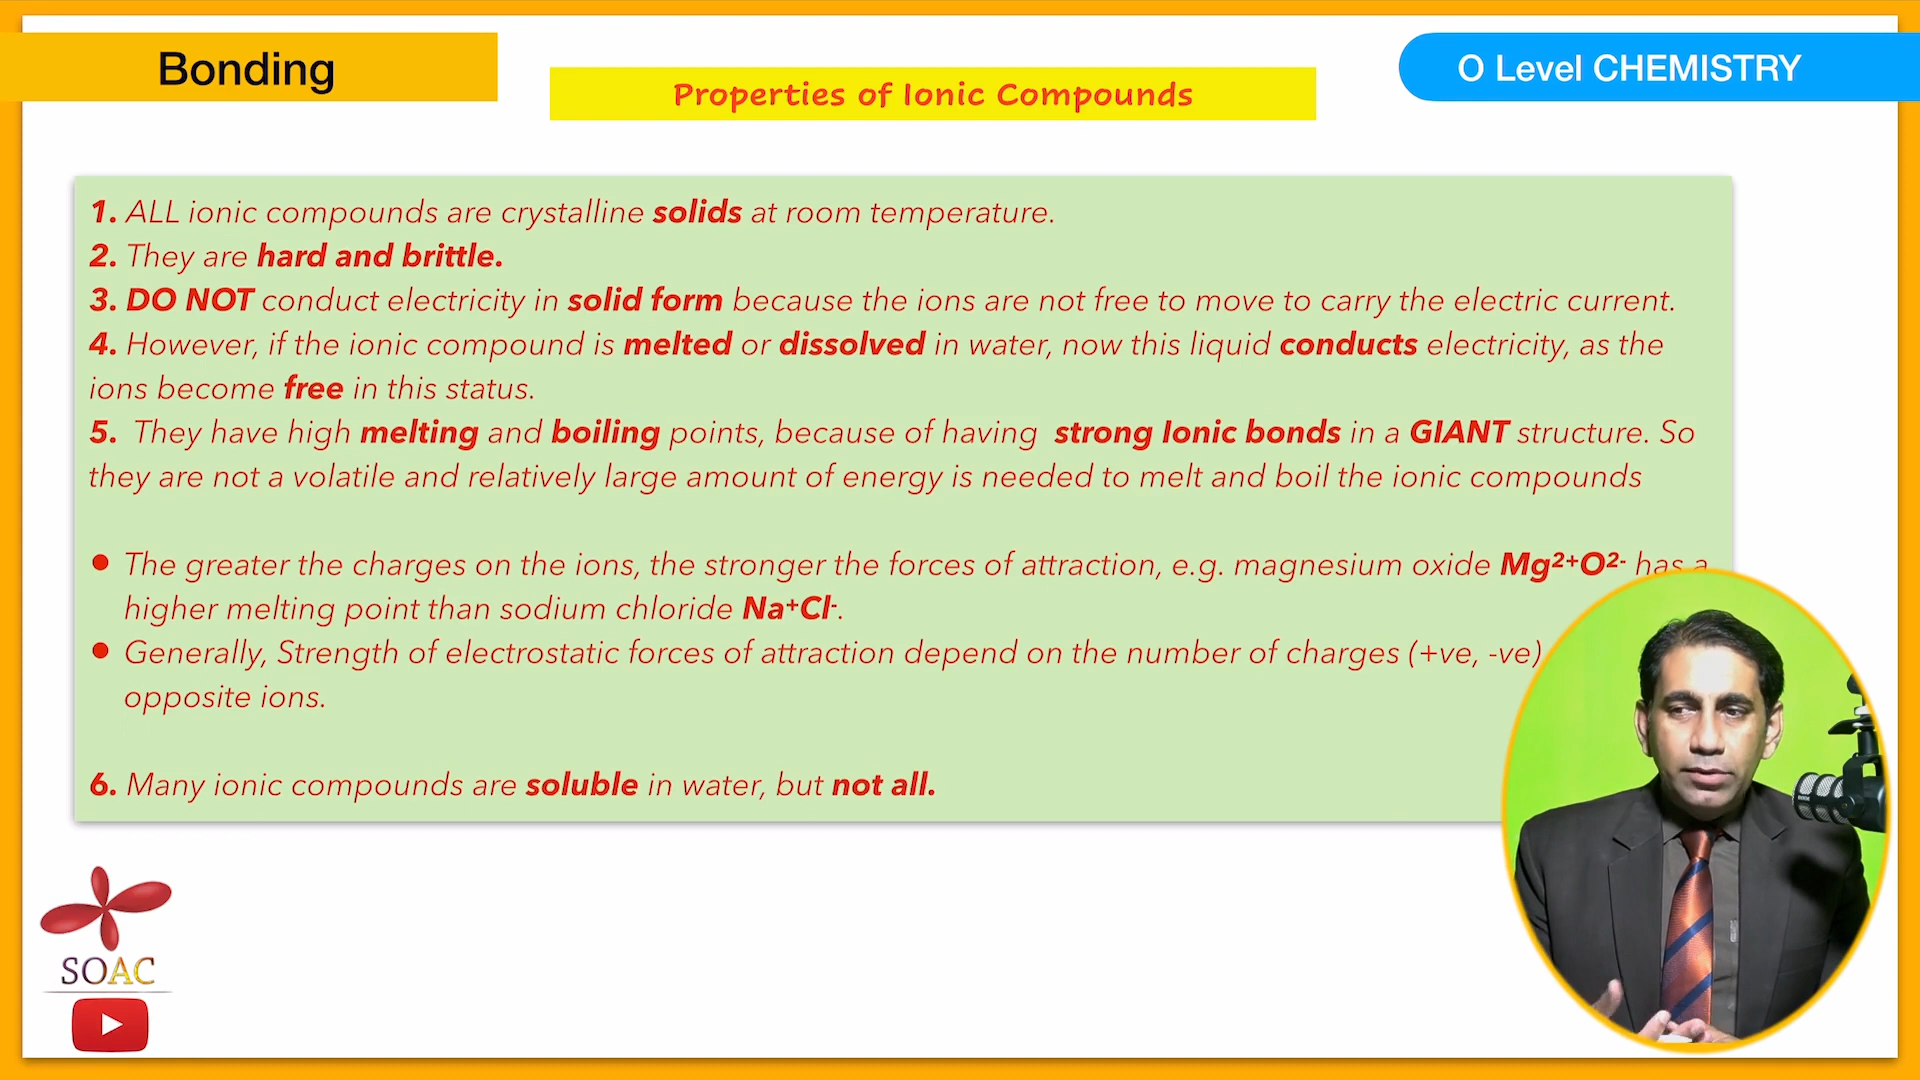 Bonding
Properties of Ionic Compounds
O Level CHEMISTRY
1. ALL ionic compounds are crystalline solids at room temperature.
2. They are hard and brittle.
3. DO NOT conduct electricity in solid form because the ions are not free to move to carry the electric current.
4. However, if the ionic compound is melted or dissolved in water, now this liquid conducts electricity, as the
ions become free in this status.
5. They have high melting and boiling points, because of having strong Ionic bonds in a GIANT structure. So
they are not a volatile and relatively large amount of energy is needed to melt and boil the ionic compounds
• The greater the charges on the ions, the stronger the forces of attraction, e.g. magnesium oxide Mg²⁺O²⁻ has a
higher melting point than sodium chloride Na⁺Cl⁻.
• Generally, Strength of electrostatic forces of attraction depend on the number of charges (+ve, -ve)
opposite ions.
6. Many ionic compounds are soluble in water, but not all.
SOAC